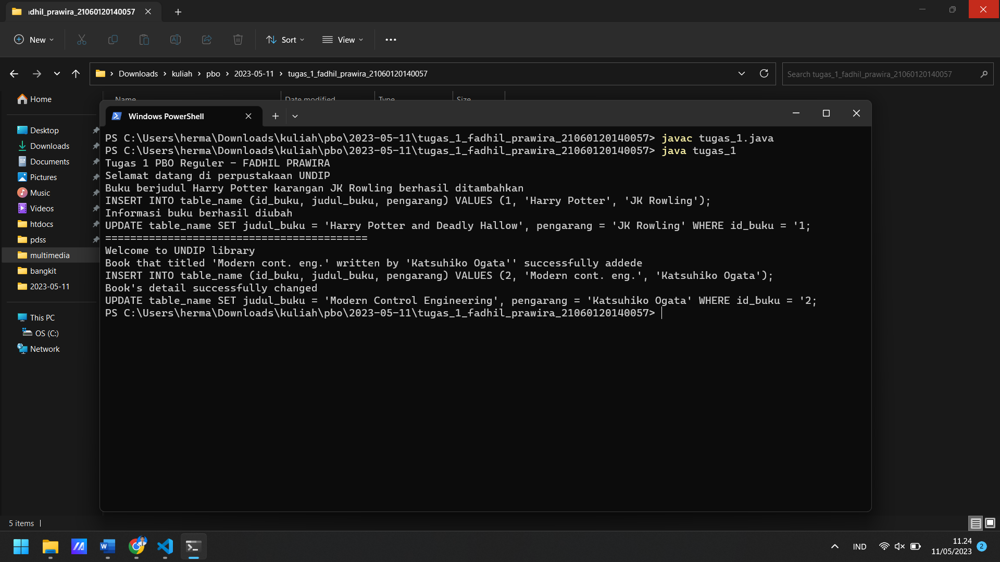 adhil_prawira_21060120140057
New
Sort
View
Downloads > kuliah > pbo > 2023-05-11 > tugas_1_fadhil_prawira_21060120140057
Search tugas_1_fadhil_prawira_21060120140057
Home
Name
Date modified
Type
Size
Desktop
Downloads
Documents
Pictures
Music
Videos
htdocs
pdss
multimedia
bangkit
2023-05-11
This PC
OS (C:)
Network
Windows PowerShell
PS C:\Users\herma\Downloads\kuliah\pbo\2023-05-11\tugas_1_fadhil_prawira_21060120140057> javac tugas_1.java
PS C:\Users\herma\Downloads\kuliah\pbo\2023-05-11\tugas_1_fadhil_prawira_21060120140057> java tugas_1
Tugas 1 PBO Reguler - FADHIL PRAWIRA
Selamat datang di perpustakaan UNDIP
Buku berjudul Harry Potter karangan JK Rowling berhasil ditambahkan
INSERT INTO table_name (id_buku, judul_buku, pengarang) VALUES (1, 'Harry Potter', 'JK Rowling');
Informasi buku berhasil diubah
UPDATE table_name SET judul_buku = 'Harry Potter and Deadly Hallow', pengarang = 'JK Rowling' WHERE id_buku = '1;
==========================================
Welcome to UNDIP library
Book that titled 'Modern cont. eng.' written by 'Katsuhiko Ogata'' successfully addede
INSERT INTO table_name (id_buku, judul_buku, pengarang) VALUES (2, 'Modern cont. eng.', 'Katsuhiko Ogata');
Book's detail successfully changed
UPDATE table_name SET judul_buku = 'Modern Control Engineering', pengarang = 'Katsuhiko Ogata' WHERE id_buku = '2;
PS C:\Users\herma\Downloads\kuliah\pbo\2023-05-11\tugas_1_fadhil_prawira_21060120140057>
5 items
IND
11.24
11/05/2023
2